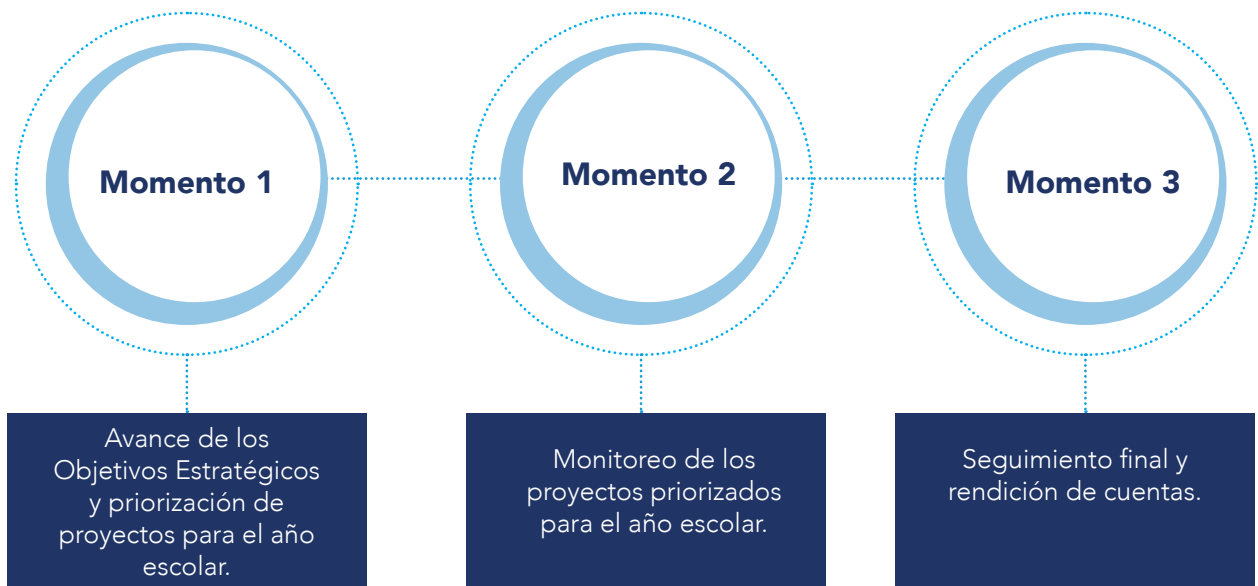 Momento 1
Momento 2
Momento 3
Avance de los
Objetivos Estratégicos
y priorización de
proyectos para el año
escolar.
Monitoreo de los
proyectos priorizados
para el año escolar.
Seguimiento final y
rendición de cuentas.